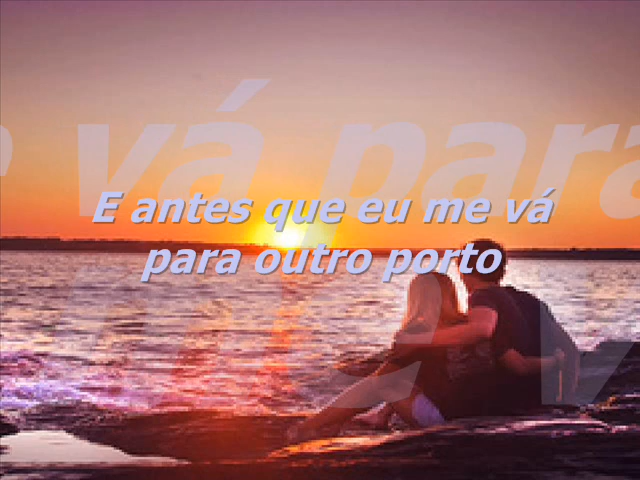 vá para
E antes que eu me vá
para outro porto
e v